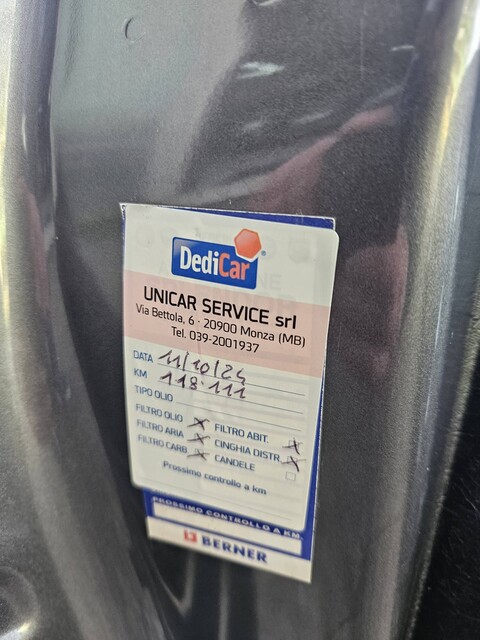 DediCar®
UNICAR SERVICE srl
Via Bettola, 6 - 20900 Monza (MB)
Tel. 039-2001937
DATA 11/10/24
KM 118.111
TIPO OLIO
FILTRO OLIO X FILTRO ABIT. X
FILTRO ARIA X CINGHIA DISTR. X
FILTRO CARB. X CANDELE
Prossimo controllo a km
PROSSIMO CONTROLLO A KM.
BERNER